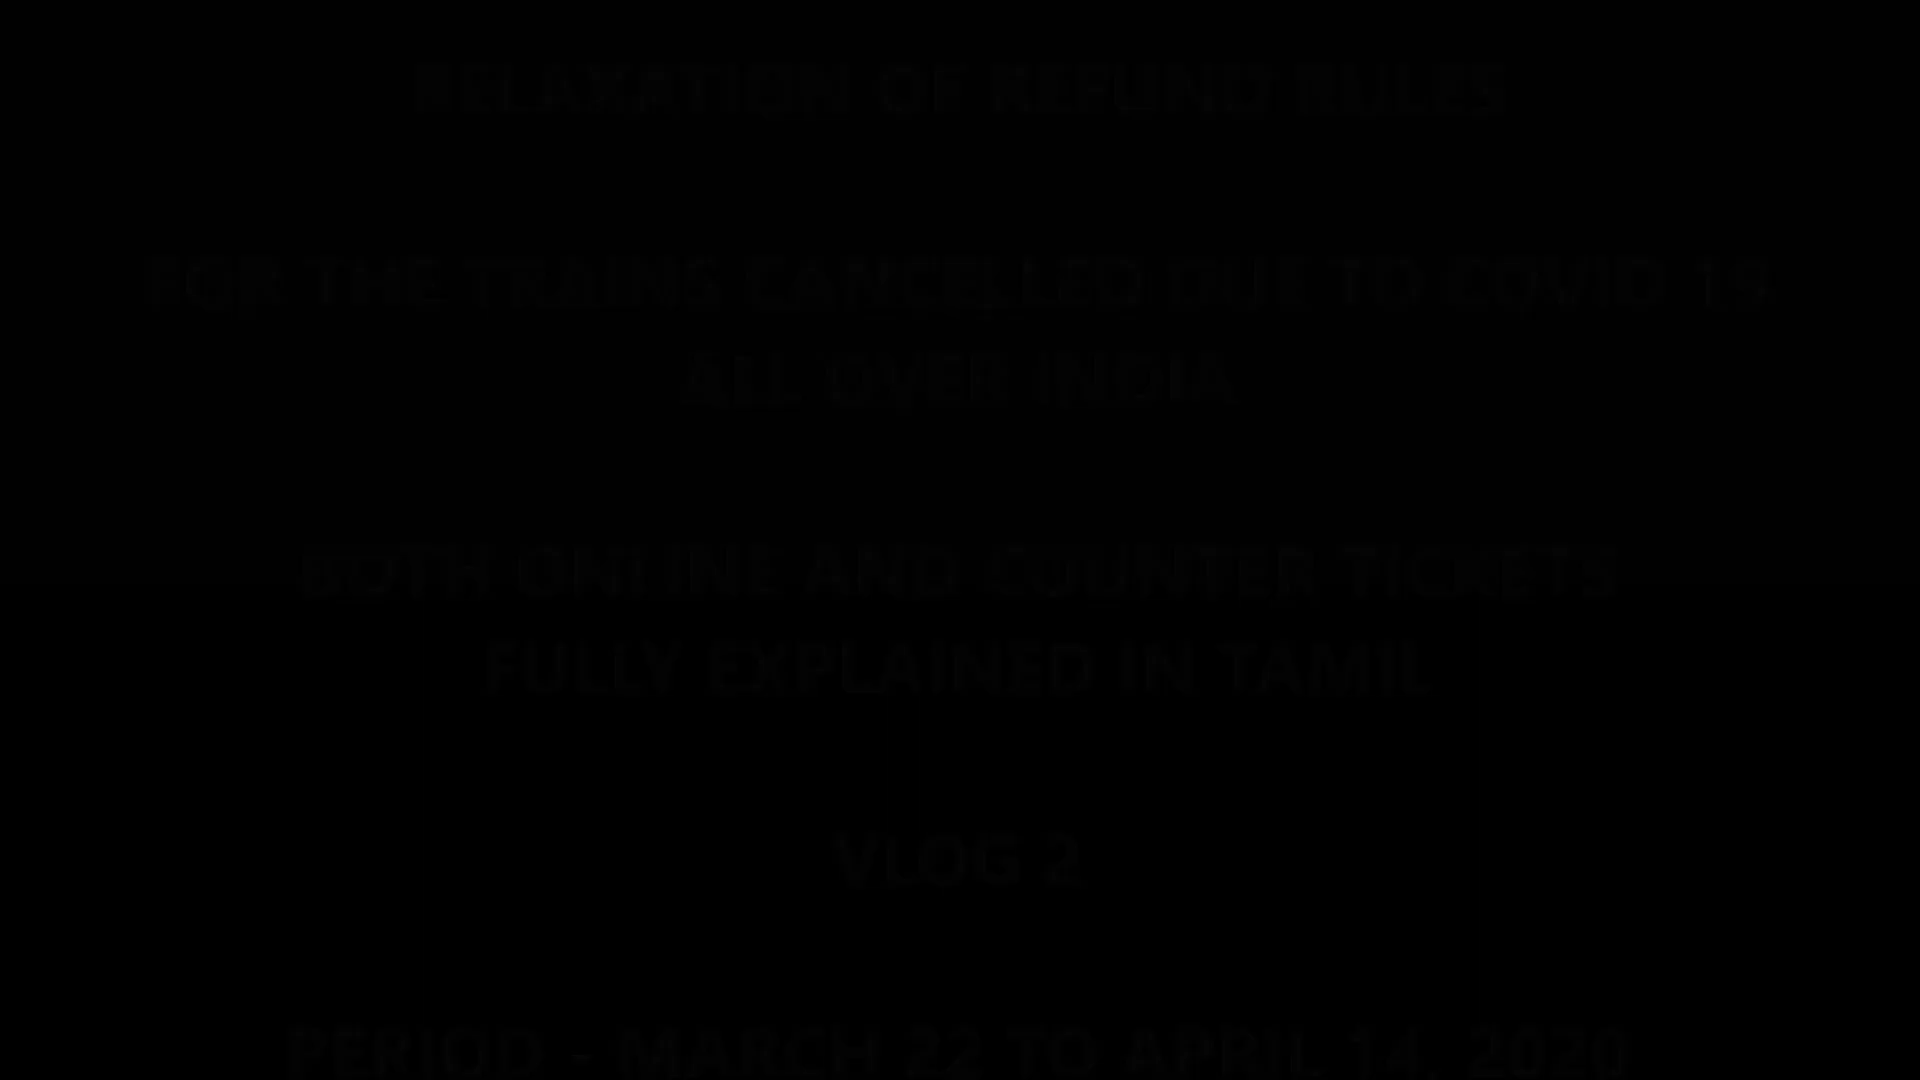 RELAXATION OF REFUND RULES
FOR THE TRAINS CANCELLED DUE TO COVID 19
ALL OVER INDIA
BOTH ONLINE AND COUNTER TICKETS
FULLY EXPLAINED IN TAMIL
VLOG 2
PERIOD - MARCH 22 TO APRIL 14, 2020